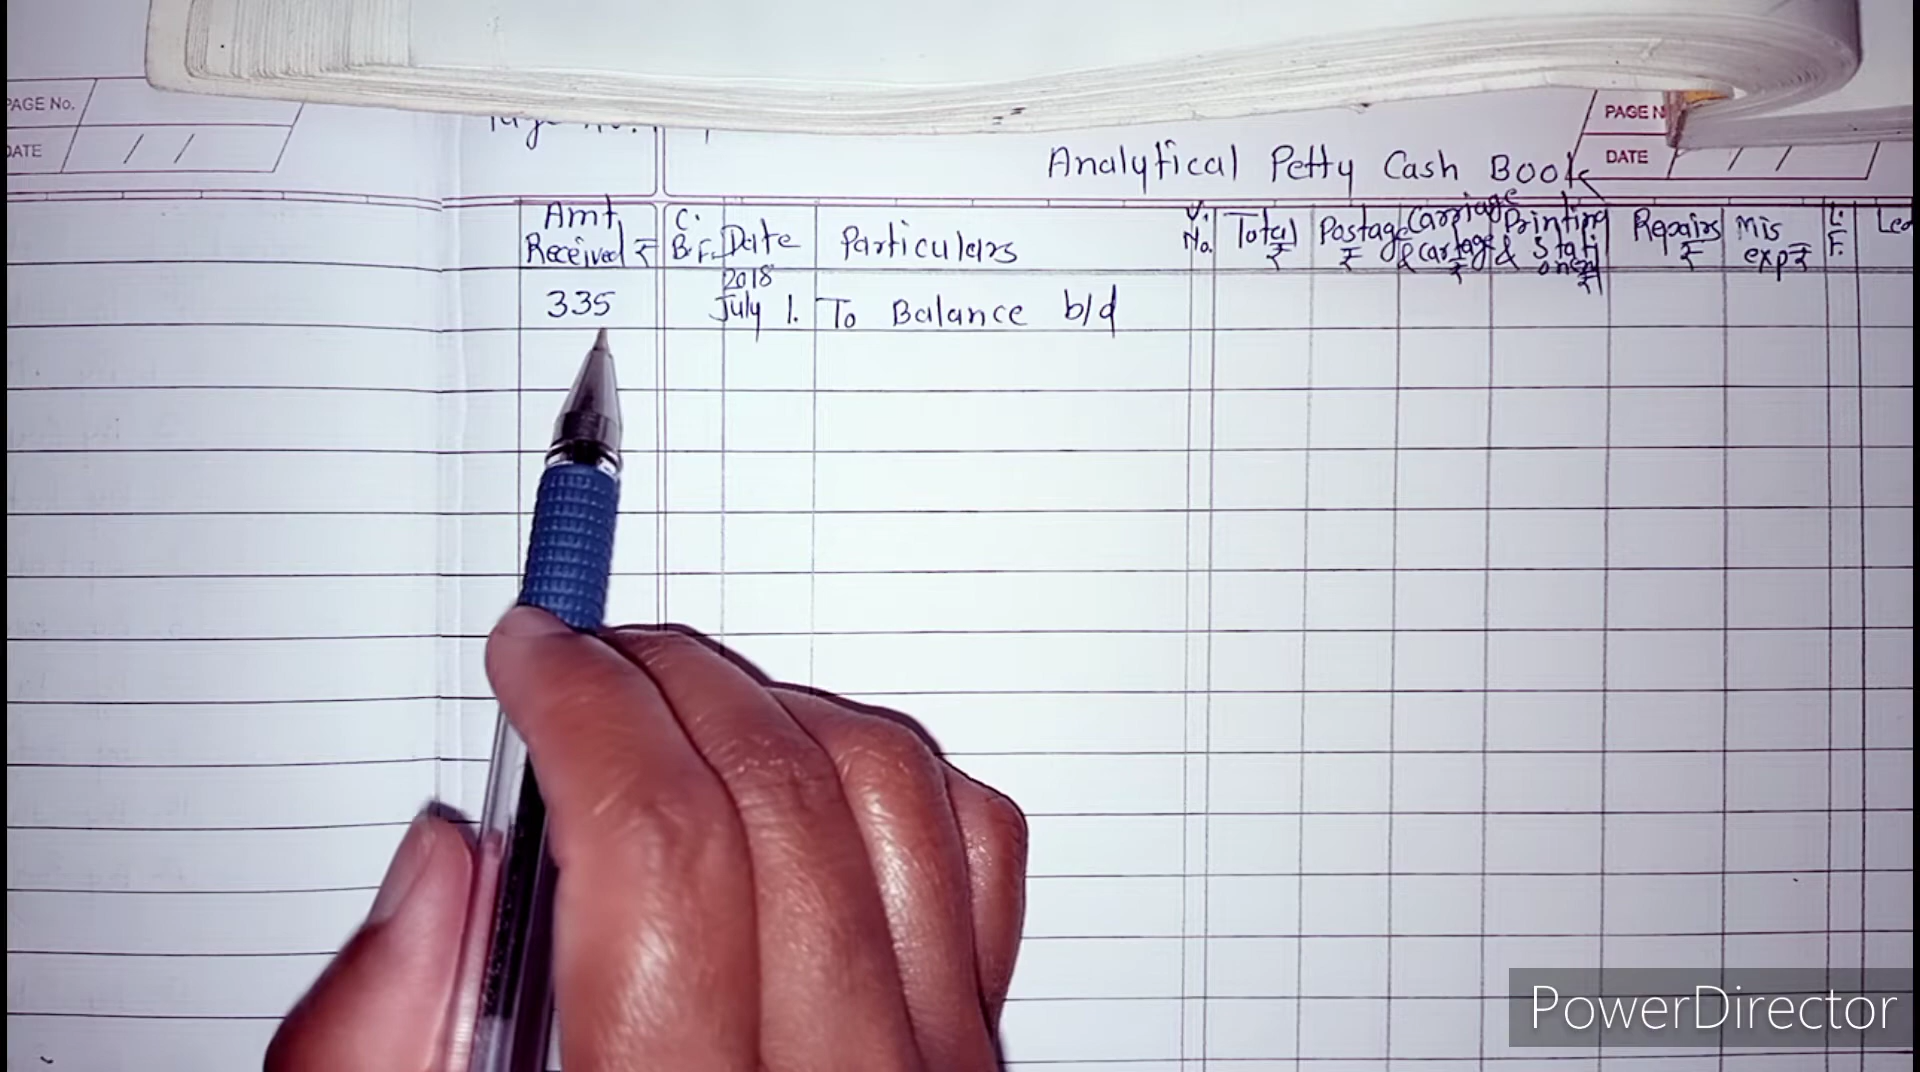 PAGE No.
DATE / /
PAGE N
DATE / /
Analytical Petty Cash Book
Amt. Received ₹
C. B. F.
Date
Particulars
V. No.
Total ₹
Postage ₹
Carriage & Cartage ₹
Printing & Stationery ₹
Repairs ₹
Mis exp ₹
L. F.
2018
335 July 1. To Balance b/d
PowerDirector